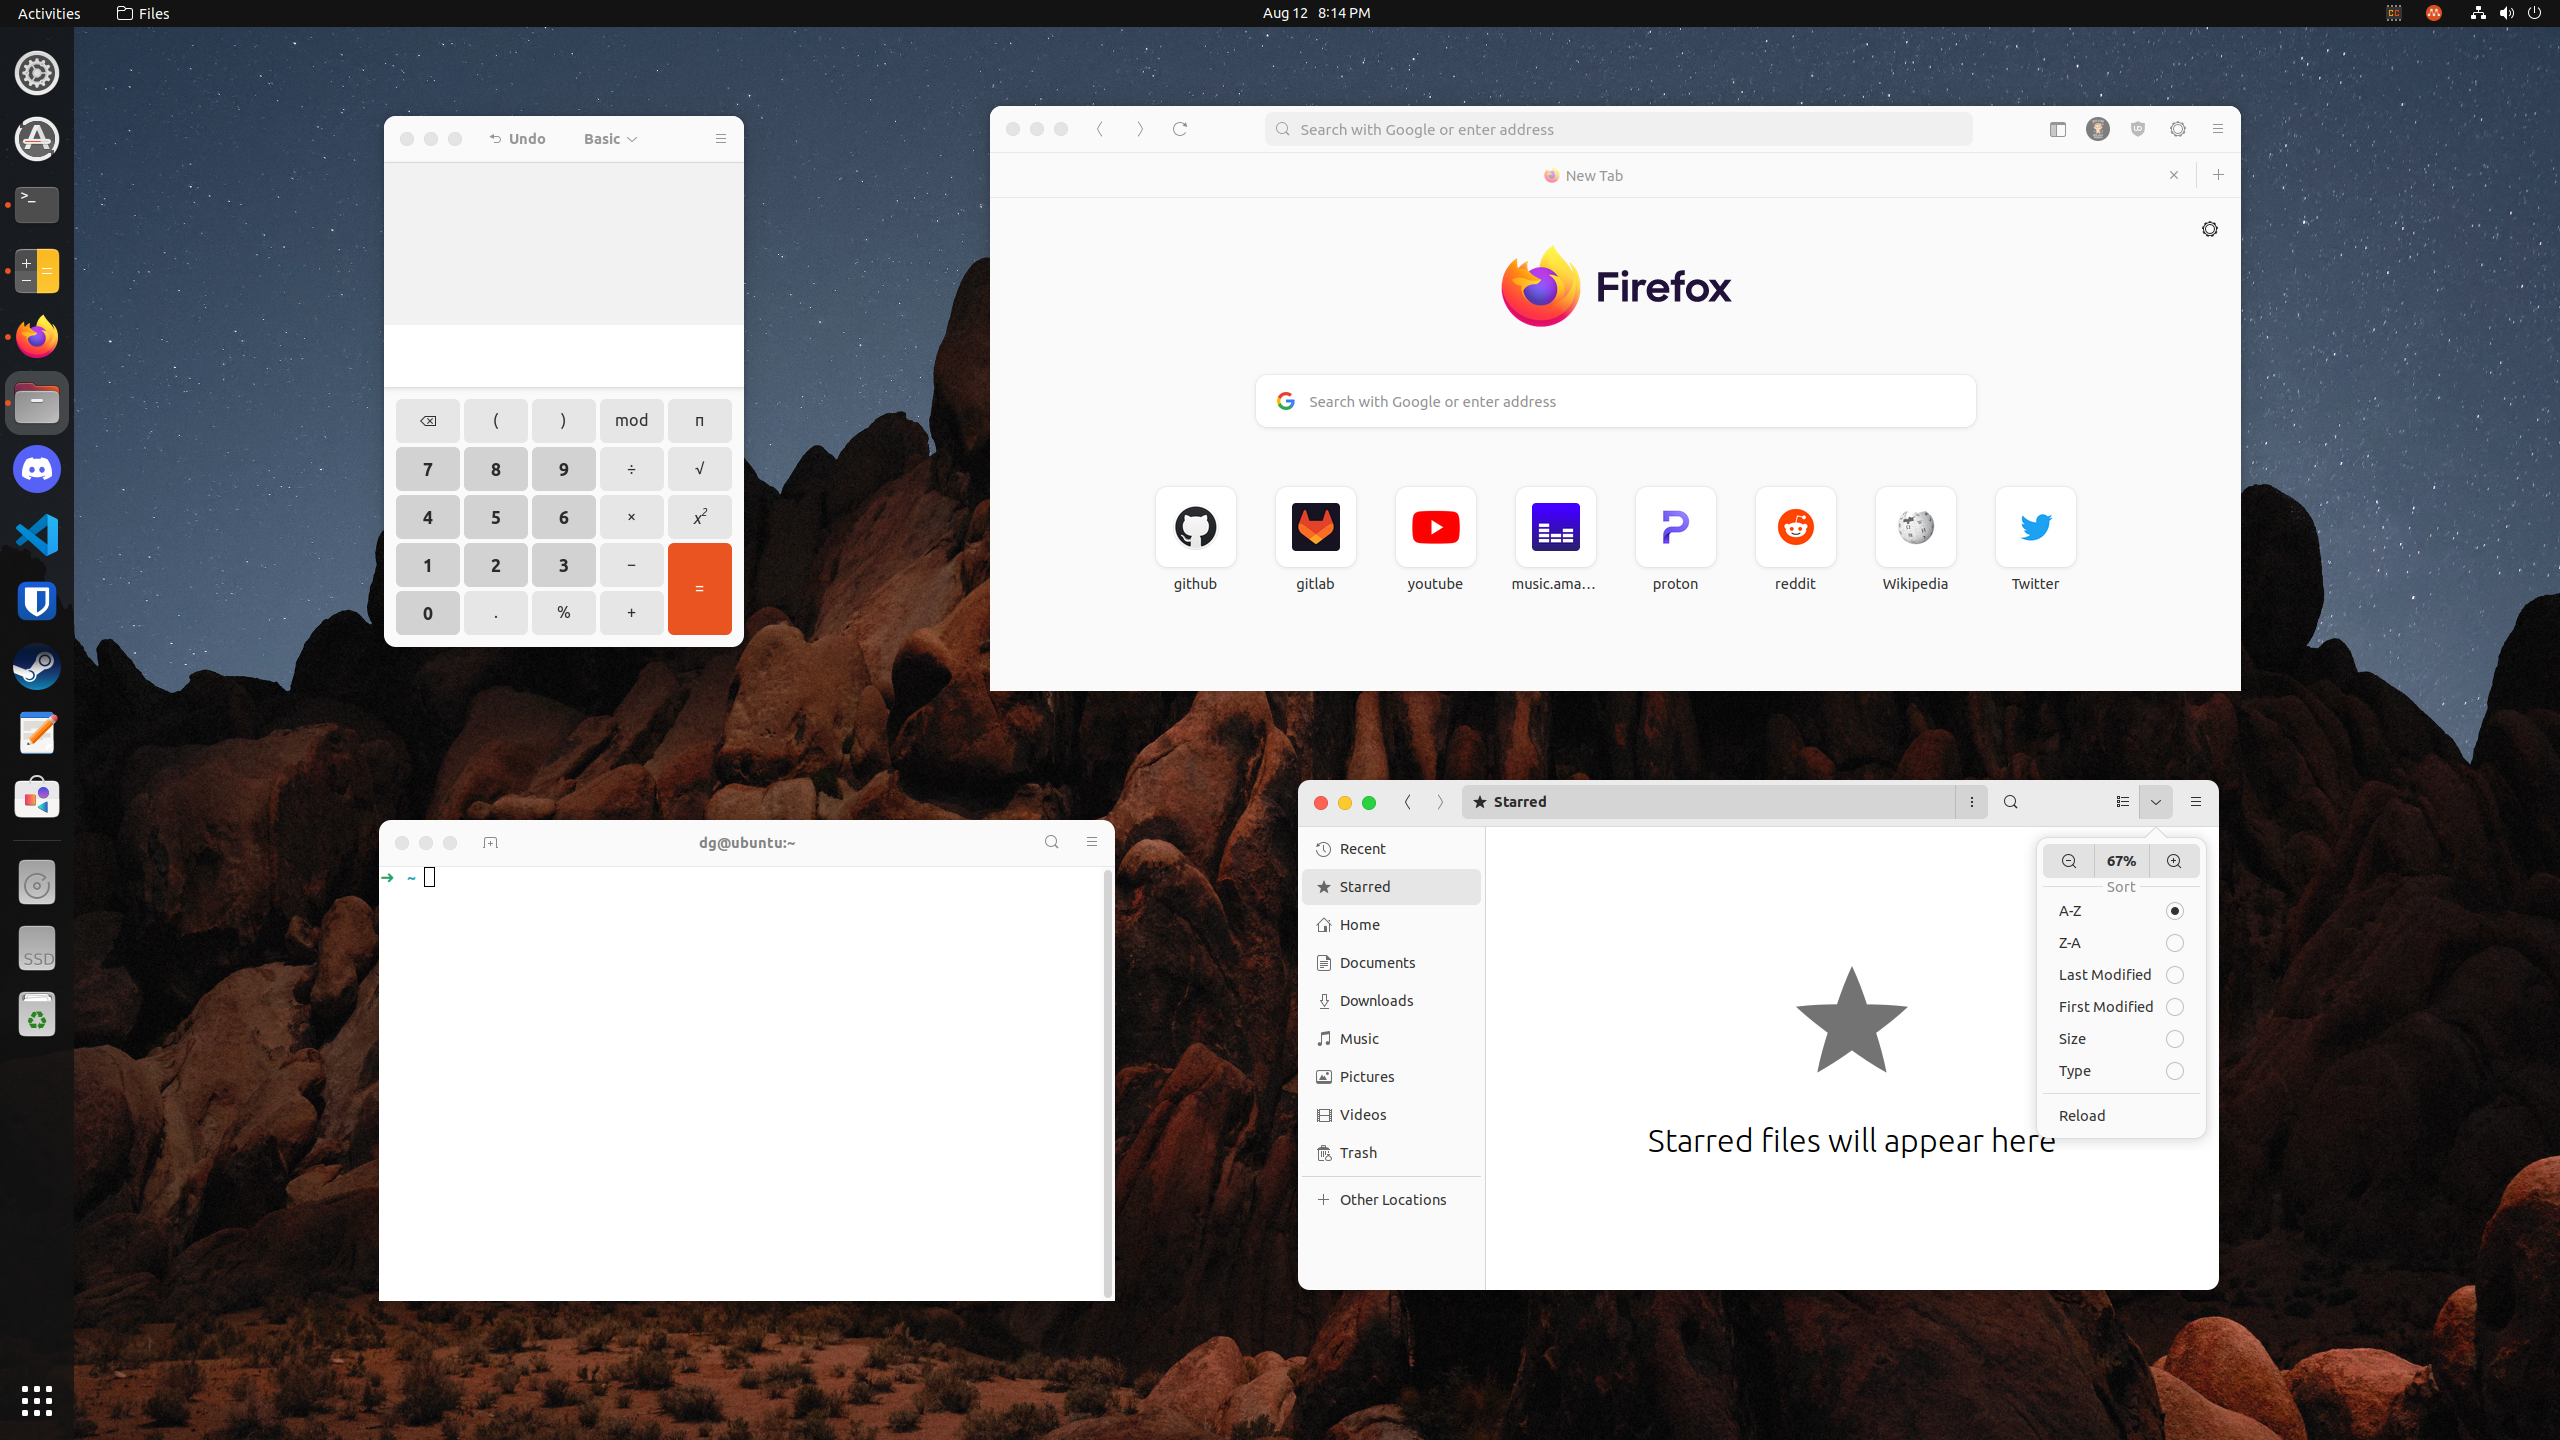 Activities Files Aug 12 8:14 PM
Undo Basic
( ) mod π
7 8 9 ÷ √
4 5 6 × x²
1 2 3 − =
0 . % +
Search with Google or enter address
New Tab
Firefox
Search with Google or enter address
github gitlab youtube music.ama… proton reddit Wikipedia Twitter
SSD
dg@ubuntu:~
➜ ~
Starred
Recent
Starred
Home
Documents
Downloads
Music
Pictures
Videos
Trash
Other Locations
Starred files will appear here
67%
Sort
A-Z
Z-A
Last Modified
First Modified
Size
Type
Reload